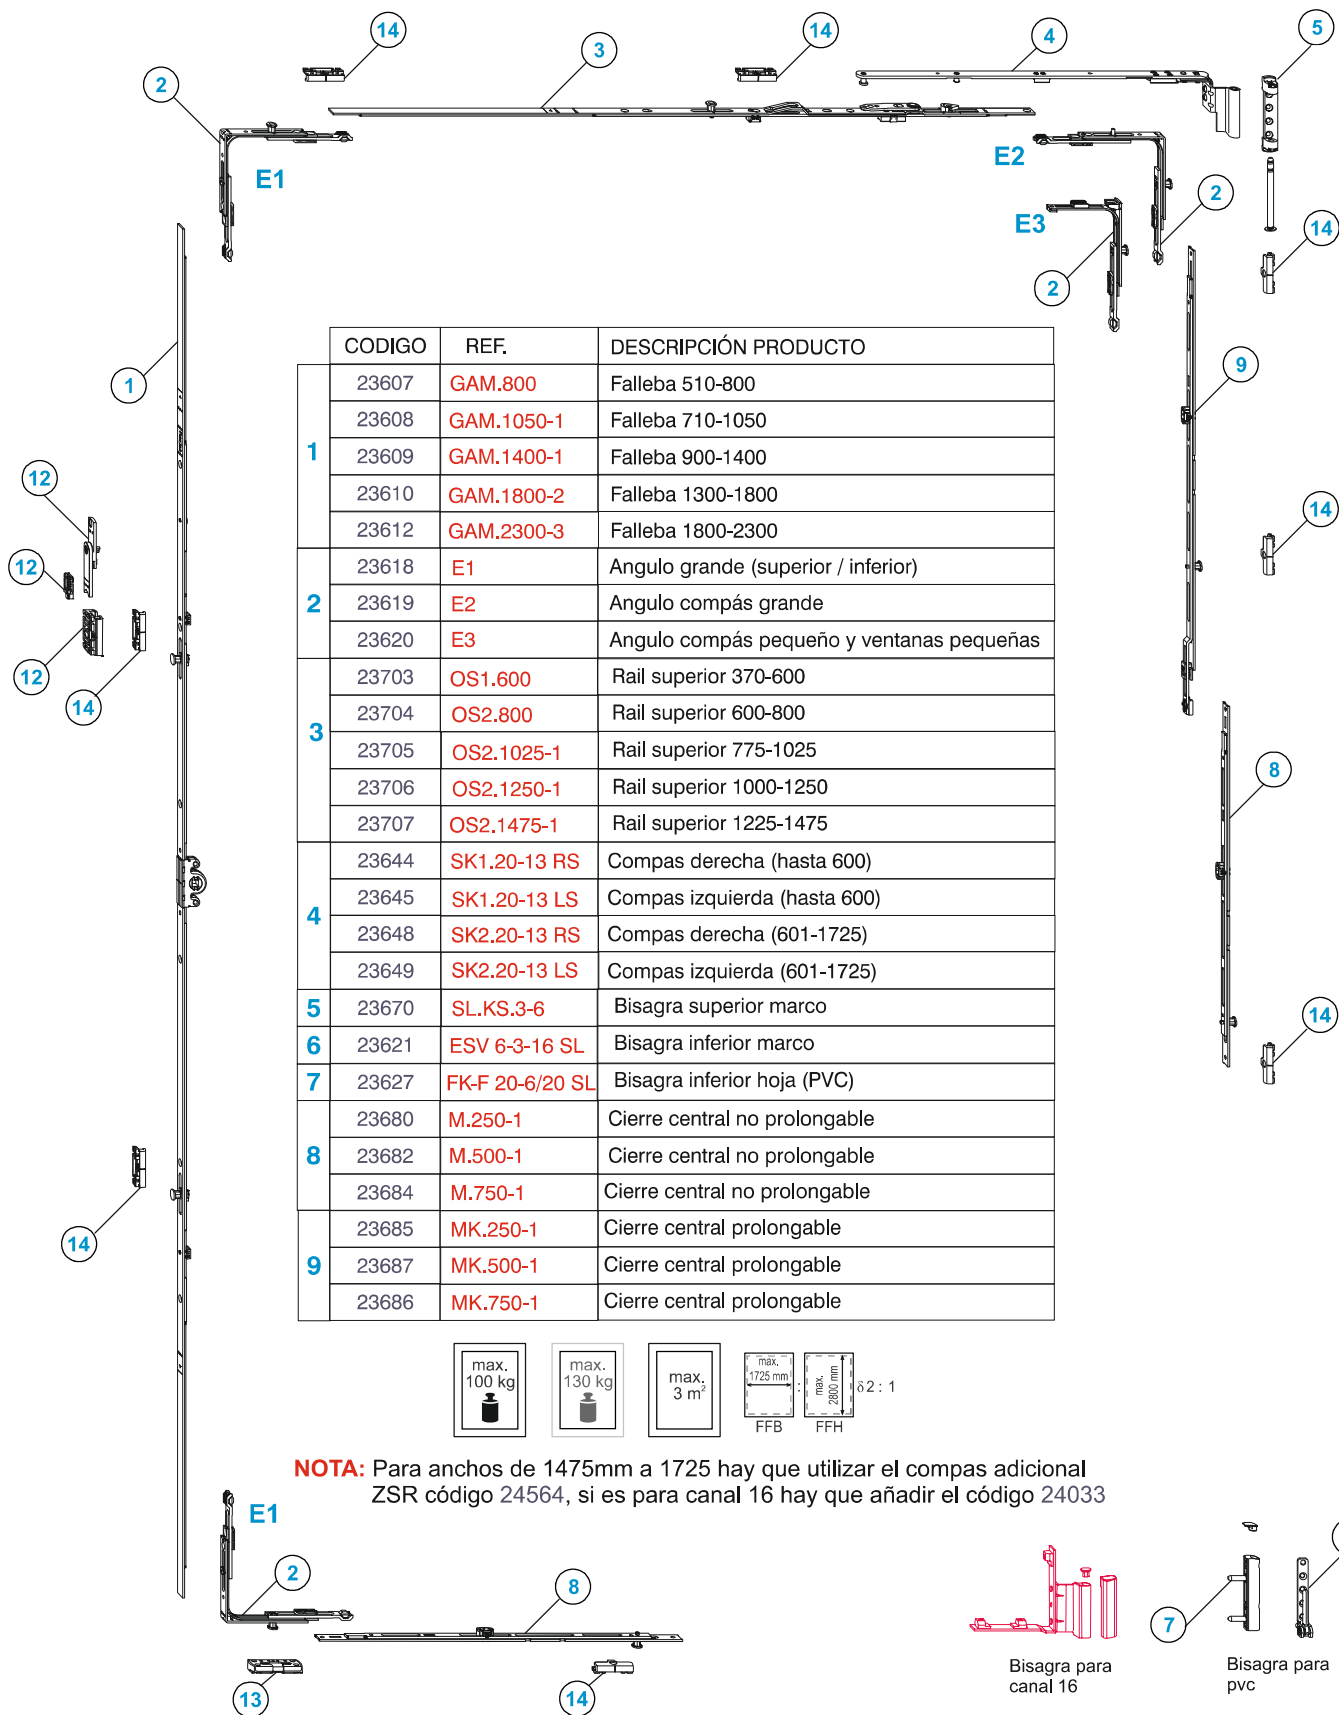 14
3
14
4
5
2
E1
E2
E3
2
14
2
CODIGO REF. DESCRIPCIÓN PRODUCTO
1
23607 GAM.800 Falleba 510-800
23608 GAM.1050-1 Falleba 710-1050
23609 GAM.1400-1 Falleba 900-1400
23610 GAM.1800-2 Falleba 1300-1800
23612 GAM.2300-3 Falleba 1800-2300
2
23618 E1 Angulo grande (superior / inferior)
23619 E2 Angulo compás grande
23620 E3 Angulo compás pequeño y ventanas pequeñas
3
23703 OS1.600 Rail superior 370-600
23704 OS2.800 Rail superior 600-800
23705 OS2.1025-1 Rail superior 775-1025
23706 OS2.1250-1 Rail superior 1000-1250
23707 OS2.1475-1 Rail superior 1225-1475
4
23644 SK1.20-13 RS Compas derecha (hasta 600)
23645 SK1.20-13 LS Compas izquierda (hasta 600)
23648 SK2.20-13 RS Compas derecha (601-1725)
23649 SK2.20-13 LS Compas izquierda (601-1725)
5 23670 SL.KS.3-6 Bisagra superior marco
6 23621 ESV 6-3-16 SL Bisagra inferior marco
7 23627 FK-F 20-6/20 SL Bisagra inferior hoja (PVC)
8
23680 M.250-1 Cierre central no prolongable
23682 M.500-1 Cierre central no prolongable
23684 M.750-1 Cierre central no prolongable
9
23685 MK.250-1 Cierre central prolongable
23687 MK.500-1 Cierre central prolongable
23686 MK.750-1 Cierre central prolongable
1
9
12
12
12
14
14
14
8
14
14
max.
100 kg
max.
130 kg
max.
3 m²
max.
1725 mm
FFB
:
max.
2800 mm
FFH
δ2 : 1
NOTA: Para anchos de 1475mm a 1725 hay que utilizar el compas adicional
ZSR código 24564, si es para canal 16 hay que añadir el código 24033
E1
2
8
13
14
7
Bisagra para
canal 16
Bisagra para
pvc